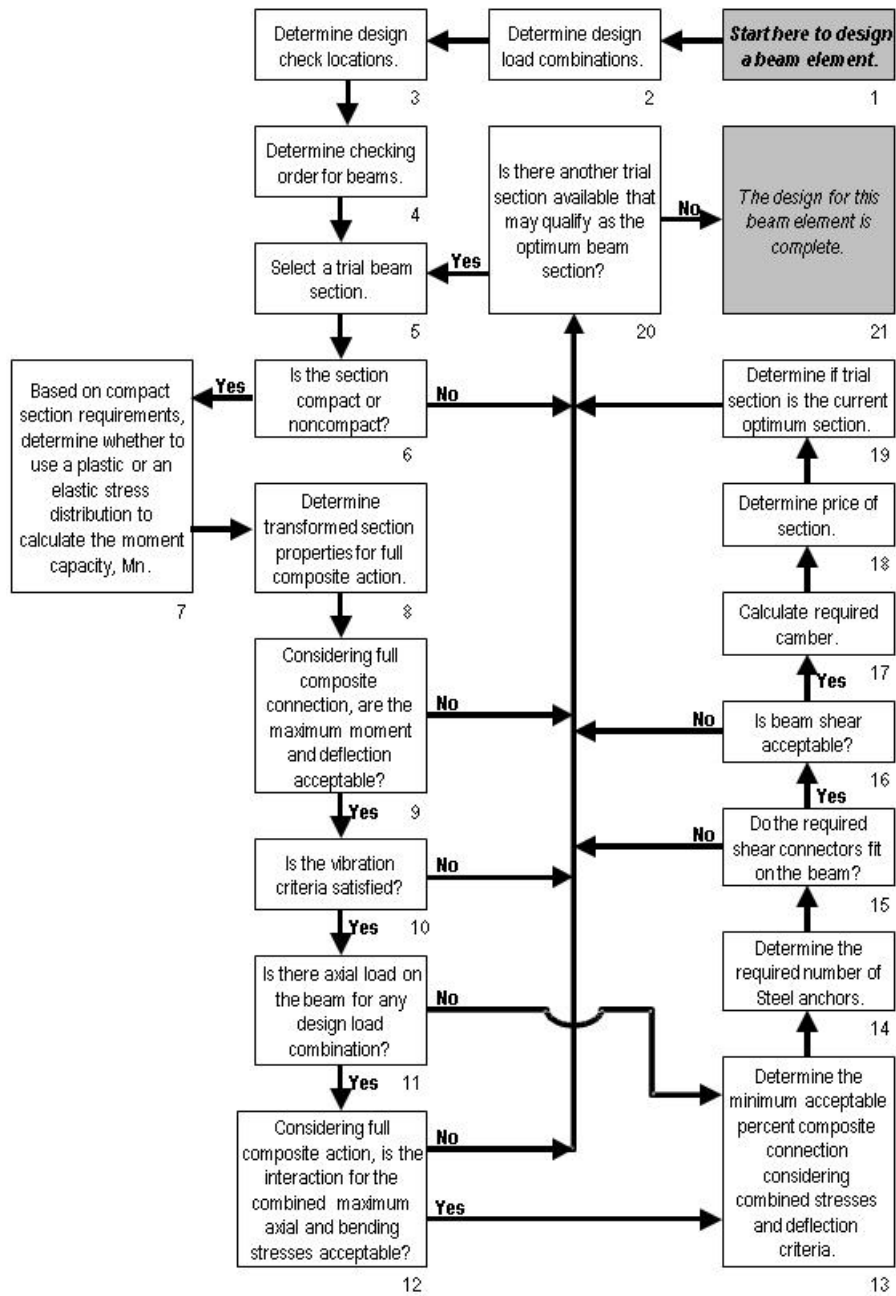 Start here to design
a beam element.
1
Determine design
load combinations.
2
Determine design
check locations.
3
Determine checking
order for beams.
4
Select a trial beam
section.
5
Is the section
compact or
noncompact?
6
Yes
No
Based on compact
section requirements,
determine whether to
use a plastic or an
elastic stress
distribution to
calculate the moment
capacity, Mn.
7
Determine
transformed section
properties for full
composite action.
8
Considering full
composite
connection, are the
maximum moment
and deflection
acceptable?
9
No
Yes
Is the vibration
criteria satisfied?
10
No
Yes
Is there axial load on
the beam for any
design load
combination?
11
No
Yes
Considering full
composite action, is the
interaction for the
combined maximum
axial and bending
stresses acceptable?
12
No
Yes
Determine the
minimum acceptable
percent composite
connection
considering
combined stresses
and deflection
criteria.
13
Determine the
required number of
Steel anchors.
14
Do the required
shear connectors fit
on the beam?
15
No
Yes
Is beam shear
acceptable?
16
No
Yes
Calculate required
camber.
17
Determine price of
section.
18
Determine if trial
section is the current
optimum section.
19
Is there another trial
section available that
may qualify as the
optimum beam
section?
20
Yes
No
The design for this
beam element is
complete.
21